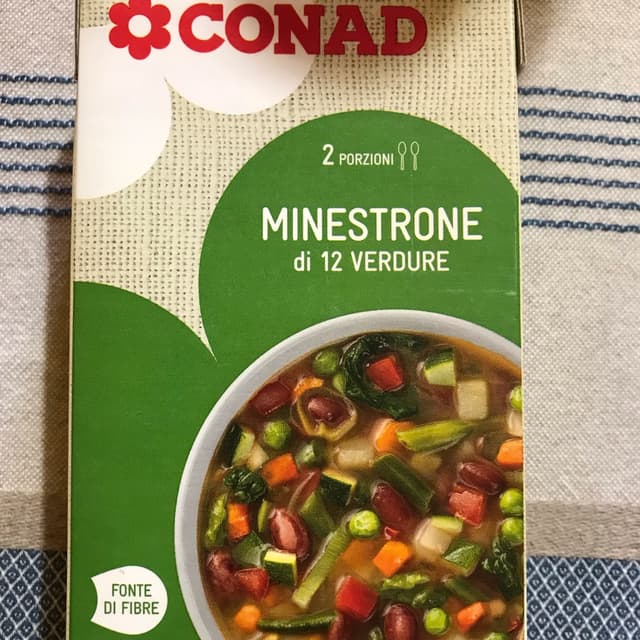 CONAD
2 PORZIONI
MINESTRONE
di 12 VERDURE
FONTE
DI FIBRE